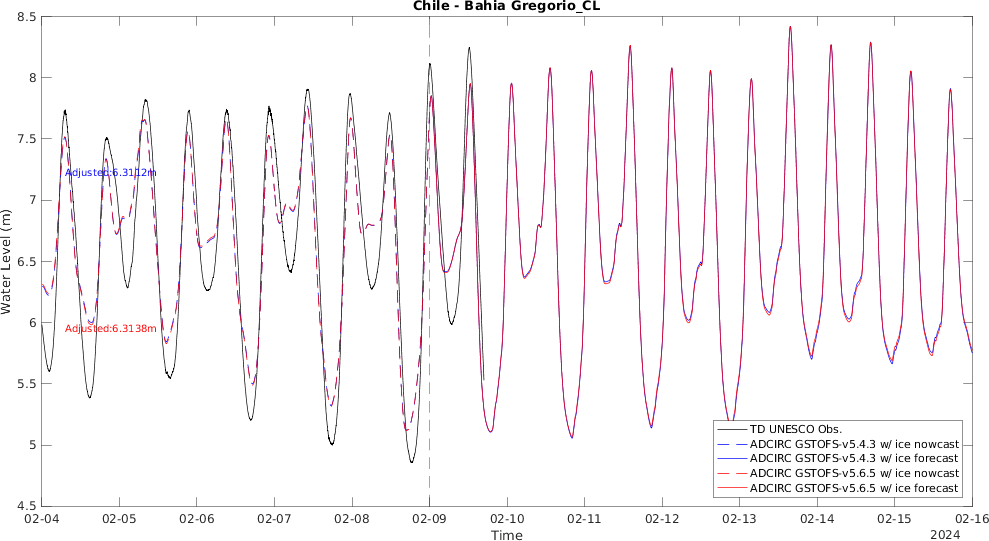 Chile - Bahia Gregorio_CL
8.5
8
7.5
7
6.5
6
5.5
5
4.5
Water Level (m)
Adjusted:6.3112m
Adjusted:6.3138m
TD UNESCO Obs.
ADCIRC GSTOFS-v5.4.3 w/ ice nowcast
ADCIRC GSTOFS-v5.4.3 w/ ice forecast
ADCIRC GSTOFS-v5.6.5 w/ ice nowcast
ADCIRC GSTOFS-v5.6.5 w/ ice forecast
02-04 02-05 02-06 02-07 02-08 02-09 02-10 02-11 02-12 02-13 02-14 02-15 02-16
Time
2024